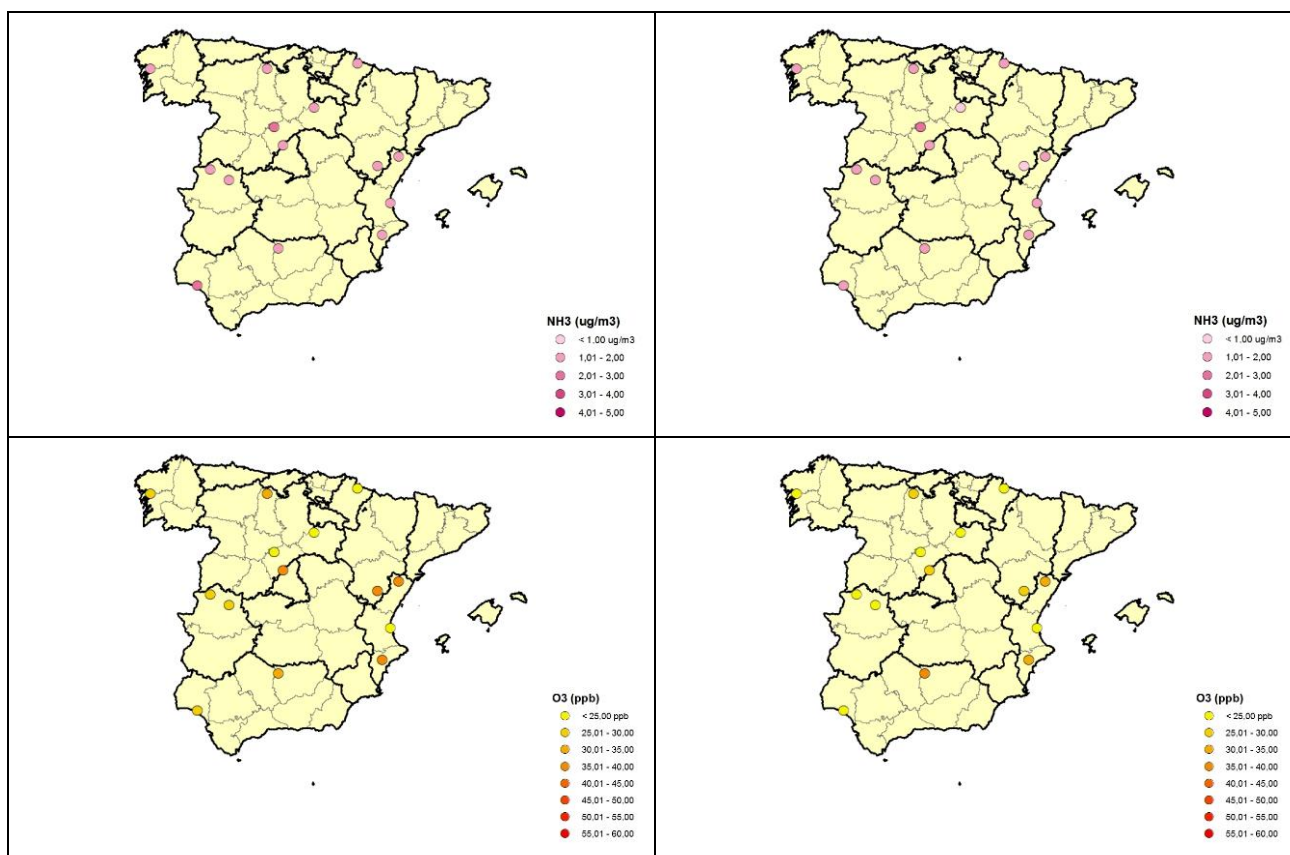 NH3 (ug/m3)
< 1.00 ug/m3
1,01 - 2,00
2,01 - 3,00
3,01 - 4,00
4,01 - 5,00
NH3 (ug/m3)
< 1.00 ug/m3
1,01 - 2,00
2,01 - 3,00
3,01 - 4,00
4,01 - 5,00
O3 (ppb)
< 25,00 ppb
25,01 - 30,00
30,01 - 35,00
35,01 - 40,00
40,01 - 45,00
45,01 - 50,00
50,01 - 55,00
55,01 - 60,00
O3 (ppb)
< 25,00 ppb
25,01 - 30,00
30,01 - 35,00
35,01 - 40,00
40,01 - 45,00
45,01 - 50,00
50,01 - 55,00
55,01 - 60,00